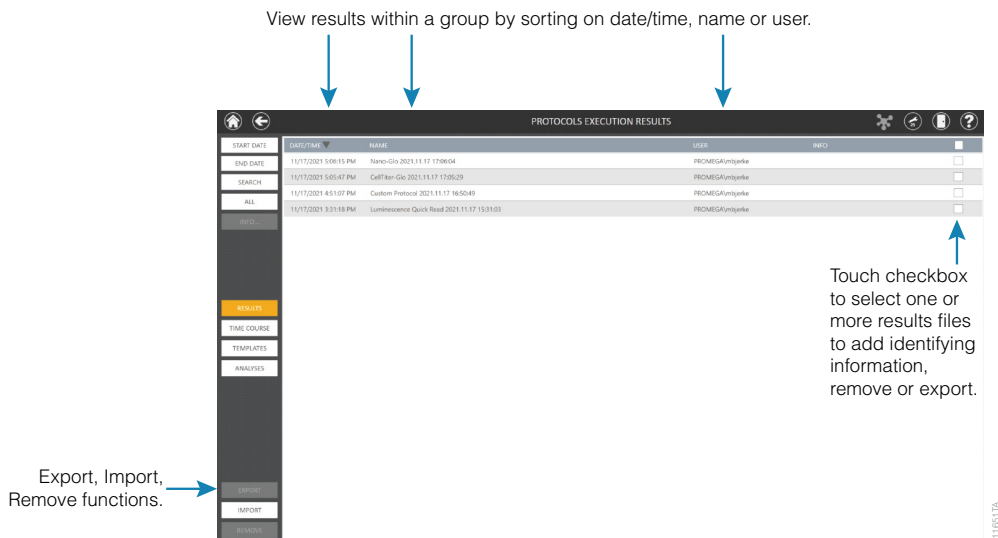 View results within a group by sorting on date/time, name or user.
PROTOCOLS EXECUTION RESULTS
START DATE
END DATE
SEARCH
ALL
INFO...
DATE/TIME NAME USER INFO
11/17/2021 5:06:15 PM Nano-Glo 2021.11.17 17:06:04 PROMEGA\mbjerke
11/17/2021 5:05:47 PM CellTiter-Glo 2021.11.17 17:05:29 PROMEGA\mbjerke
11/17/2021 4:51:07 PM Custom Protocol 2021.11.17 16:50:49 PROMEGA\mbjerke
11/17/2021 3:31:18 PM Luminescence Quick Read 2021.11.17 15:31:03 PROMEGA\mbjerke
Touch checkbox
to select one or
more results files
to add identifying
information,
remove or export.
RESULTS
TIME COURSE
TEMPLATES
ANALYSES
Export, Import,
Remove functions.
EXPORT
IMPORT
REMOVE
11651TA